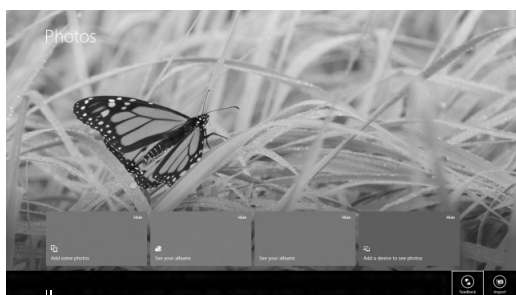 Photos
Hide
Hide
Hide
Hide
Add some photos
See your albums
See your albums
Add a device to see photos
Feedback
Import